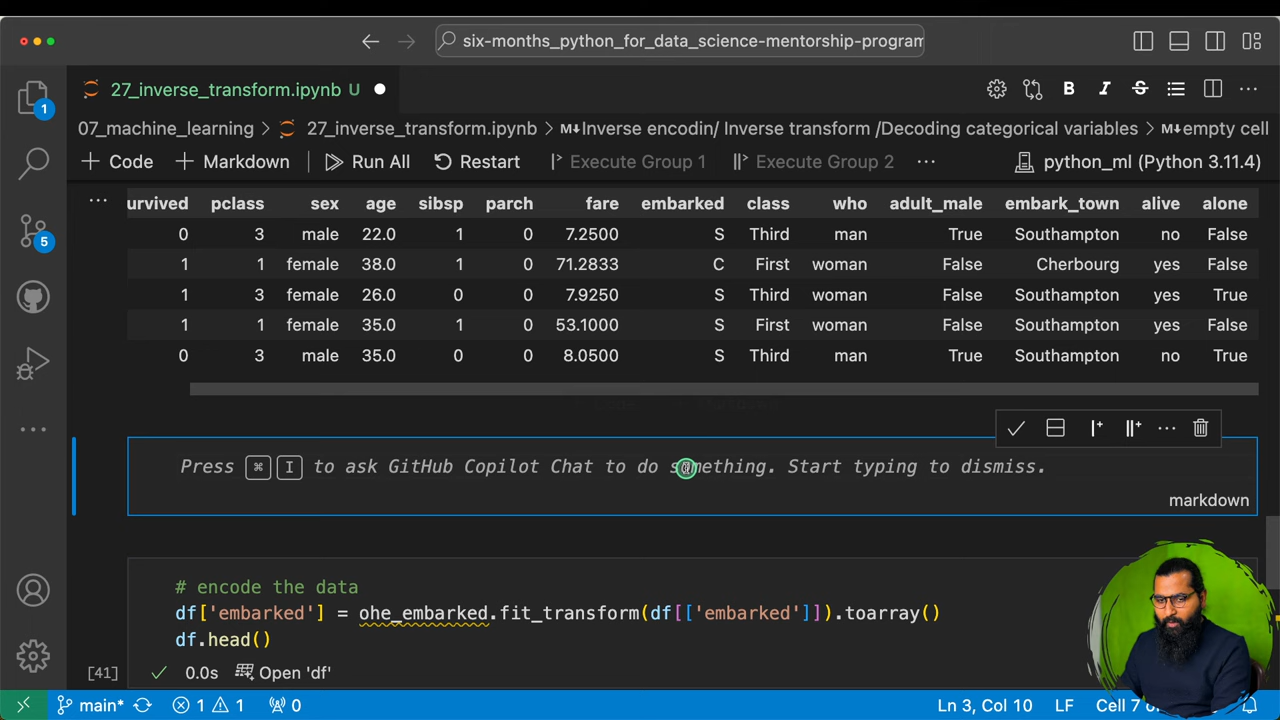 six-months_python_for_data_science-mentorship-program
27_inverse_transform.ipynb U
1
07_machine_learning > 27_inverse_transform.ipynb > M↓Inverse encodin/ Inverse transform /Decoding categorical variables > M↓empty cell
+ Code + Markdown Run All Restart Execute Group 1 Execute Group 2 ... python_ml (Python 3.11.4)
urvived pclass sex age sibsp parch fare embarked class who adult_male embark_town alive alone
0 3 male 22.0 1 0 7.2500 S Third man True Southampton no False
5
1 1 female 38.0 1 0 71.2833 C First woman False Cherbourg yes False
1 3 female 26.0 0 0 7.9250 S Third woman False Southampton yes True
1 1 female 35.0 1 0 53.1000 S First woman False Southampton yes False
0 3 male 35.0 0 0 8.0500 S Third man True Southampton no True
Press ⌘ I to ask GitHub Copilot Chat to do something. Start typing to dismiss.
markdown
# encode the data
df['embarked'] = ohe_embarked.fit_transform(df[['embarked']]).toarray()
df.head()
[41] 0.0s Open 'df'
main* 1 1 0 Ln 3, Col 10 LF Cell 7 o